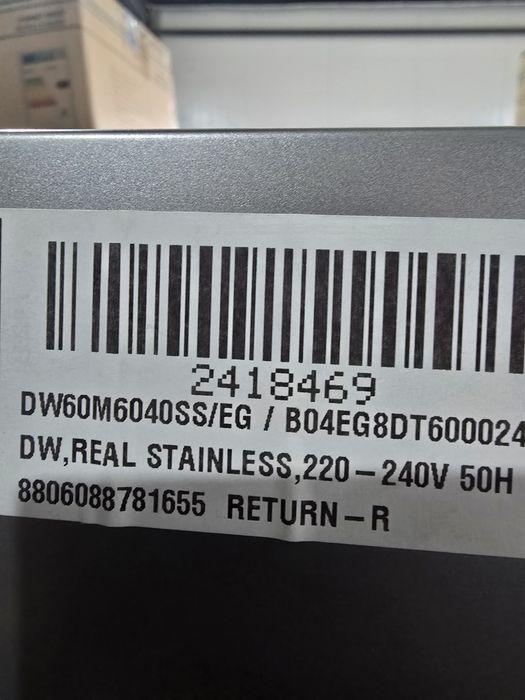 2418469
DW60M6040SS/EG / B04EG8DT600024
DW,REAL STAINLESS,220-240V 50H
8806088781655 RETURN-R